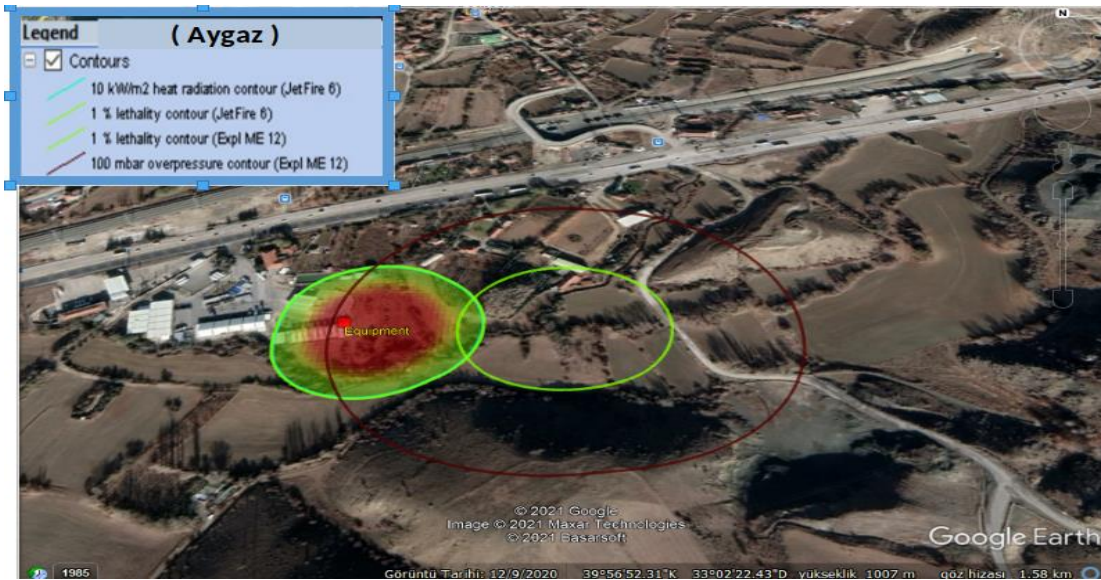 Legend
( Aygaz )
Contours
10 kW/m2 heat radiation contour (JetFire 6)
1 % lethality contour (JetFire 6)
1 % lethality contour (Expl ME 12)
100 mbar overpressure contour (Expl ME 12)
N
Equipment
© 2021 Google
Image © 2021 Maxar Technologies
© 2021 Basarsoft
Google Earth
1985
Görüntü Tarihi: 12/9/2020 39°56'52.31"K 33°02'22.43"D yükseklik 1007 m göz hizası 1.58 km